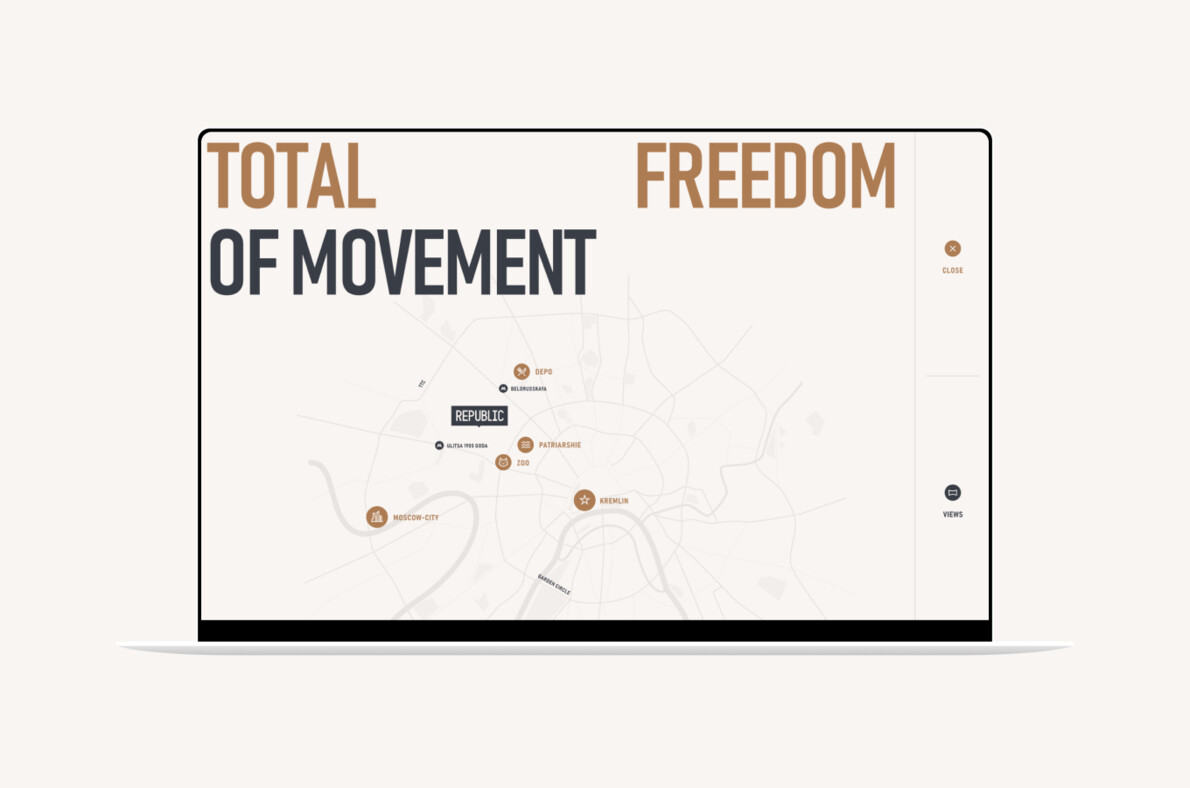 TOTAL FREEDOM
OF MOVEMENT
CLOSE
DEPO
TTC
BELORUSSKAYA
REPUBLIC
ULITSA 1905 GODA
PATRIARSHIE
ZOO
KREMLIN
MOSCOW-CITY
VIEWS
GARDEN CIRCLE